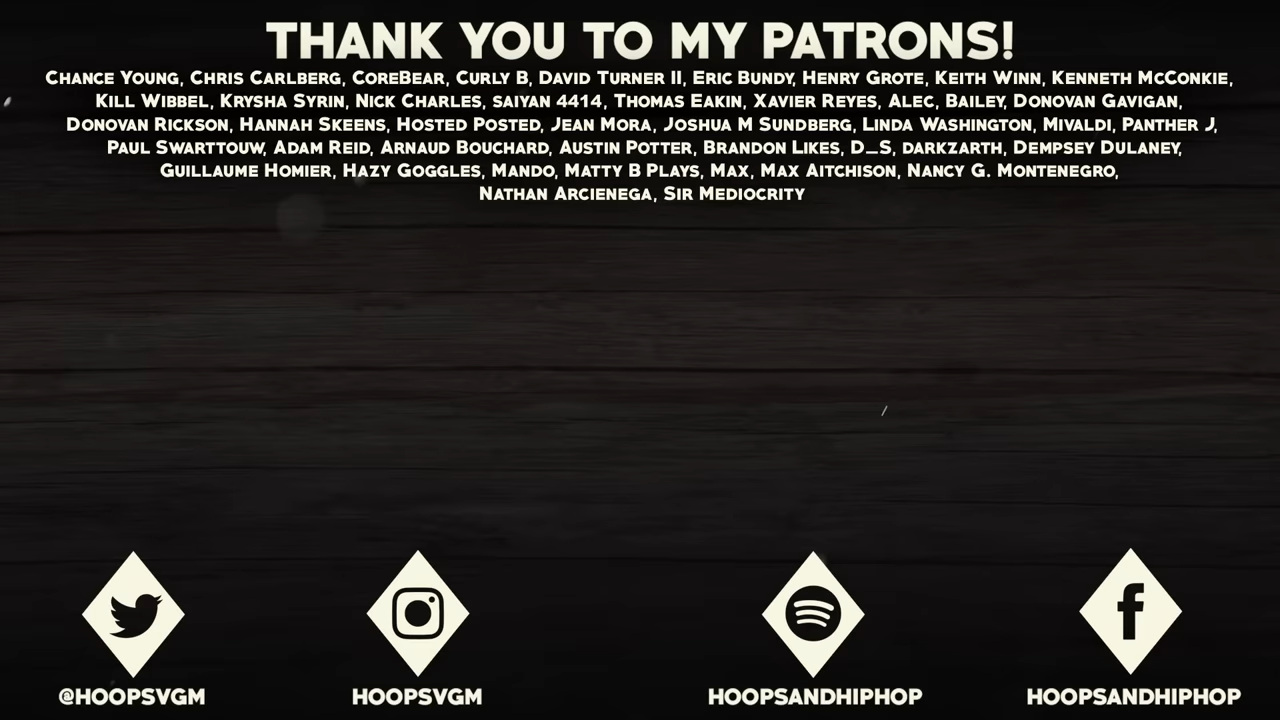 THANK YOU TO MY PATRONS!
CHANCE YOUNG, CHRIS CARLBERG, COREBEAR, CURLY B, DAVID TURNER II, ERIC BUNDY, HENRY GROTE, KEITH WINN, KENNETH MCCONKIE,
KILL WIBBEL, KRYSHA SYRIN, NICK CHARLES, SAIYAN 4414, THOMAS EAKIN, XAVIER REYES, ALEC, BAILEY, DONOVAN GAVIGAN,
DONOVAN RICKSON, HANNAH SKEENS, HOSTED POSTED, JEAN MORA, JOSHUA M SUNDBERG, LINDA WASHINGTON, MIVALDI, PANTHER J,
PAUL SWARTTOUW, ADAM REID, ARNAUD BOUCHARD, AUSTIN POTTER, BRANDON LIKES, D_S, DARKZARTH, DEMPSEY DULANEY,
GUILLAUME HOMIER, HAZY GOGGLES, MANDO, MATTY B PLAYS, MAX, MAX AITCHISON, NANCY G. MONTENEGRO,
NATHAN ARCIENEGA, SIR MEDIOCRITY
@HOOPSVGM
HOOPSVGM
HOOPSANDHIPHOP
HOOPSANDHIPHOP